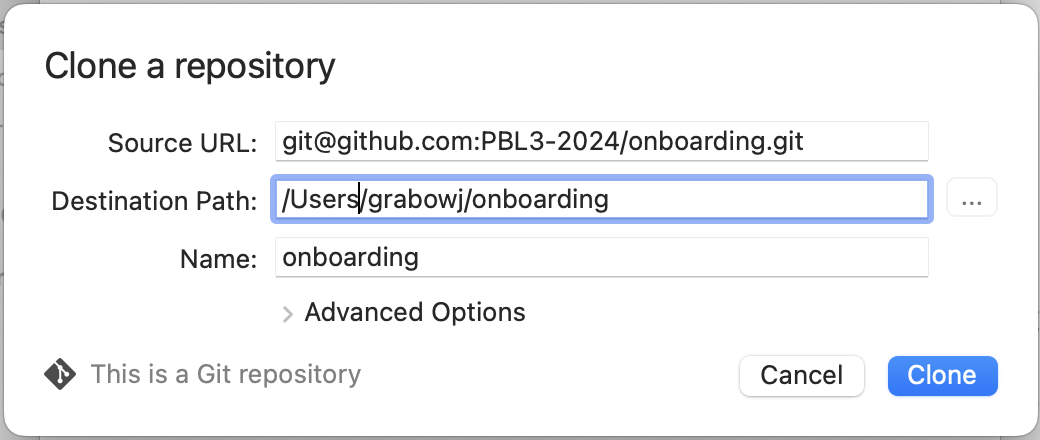 Clone a repository
Source URL: git@github.com:PBL3-2024/onboarding.git
Destination Path: /Users/grabowj/onboarding ...
Name: onboarding
Advanced Options
This is a Git repository Cancel Clone